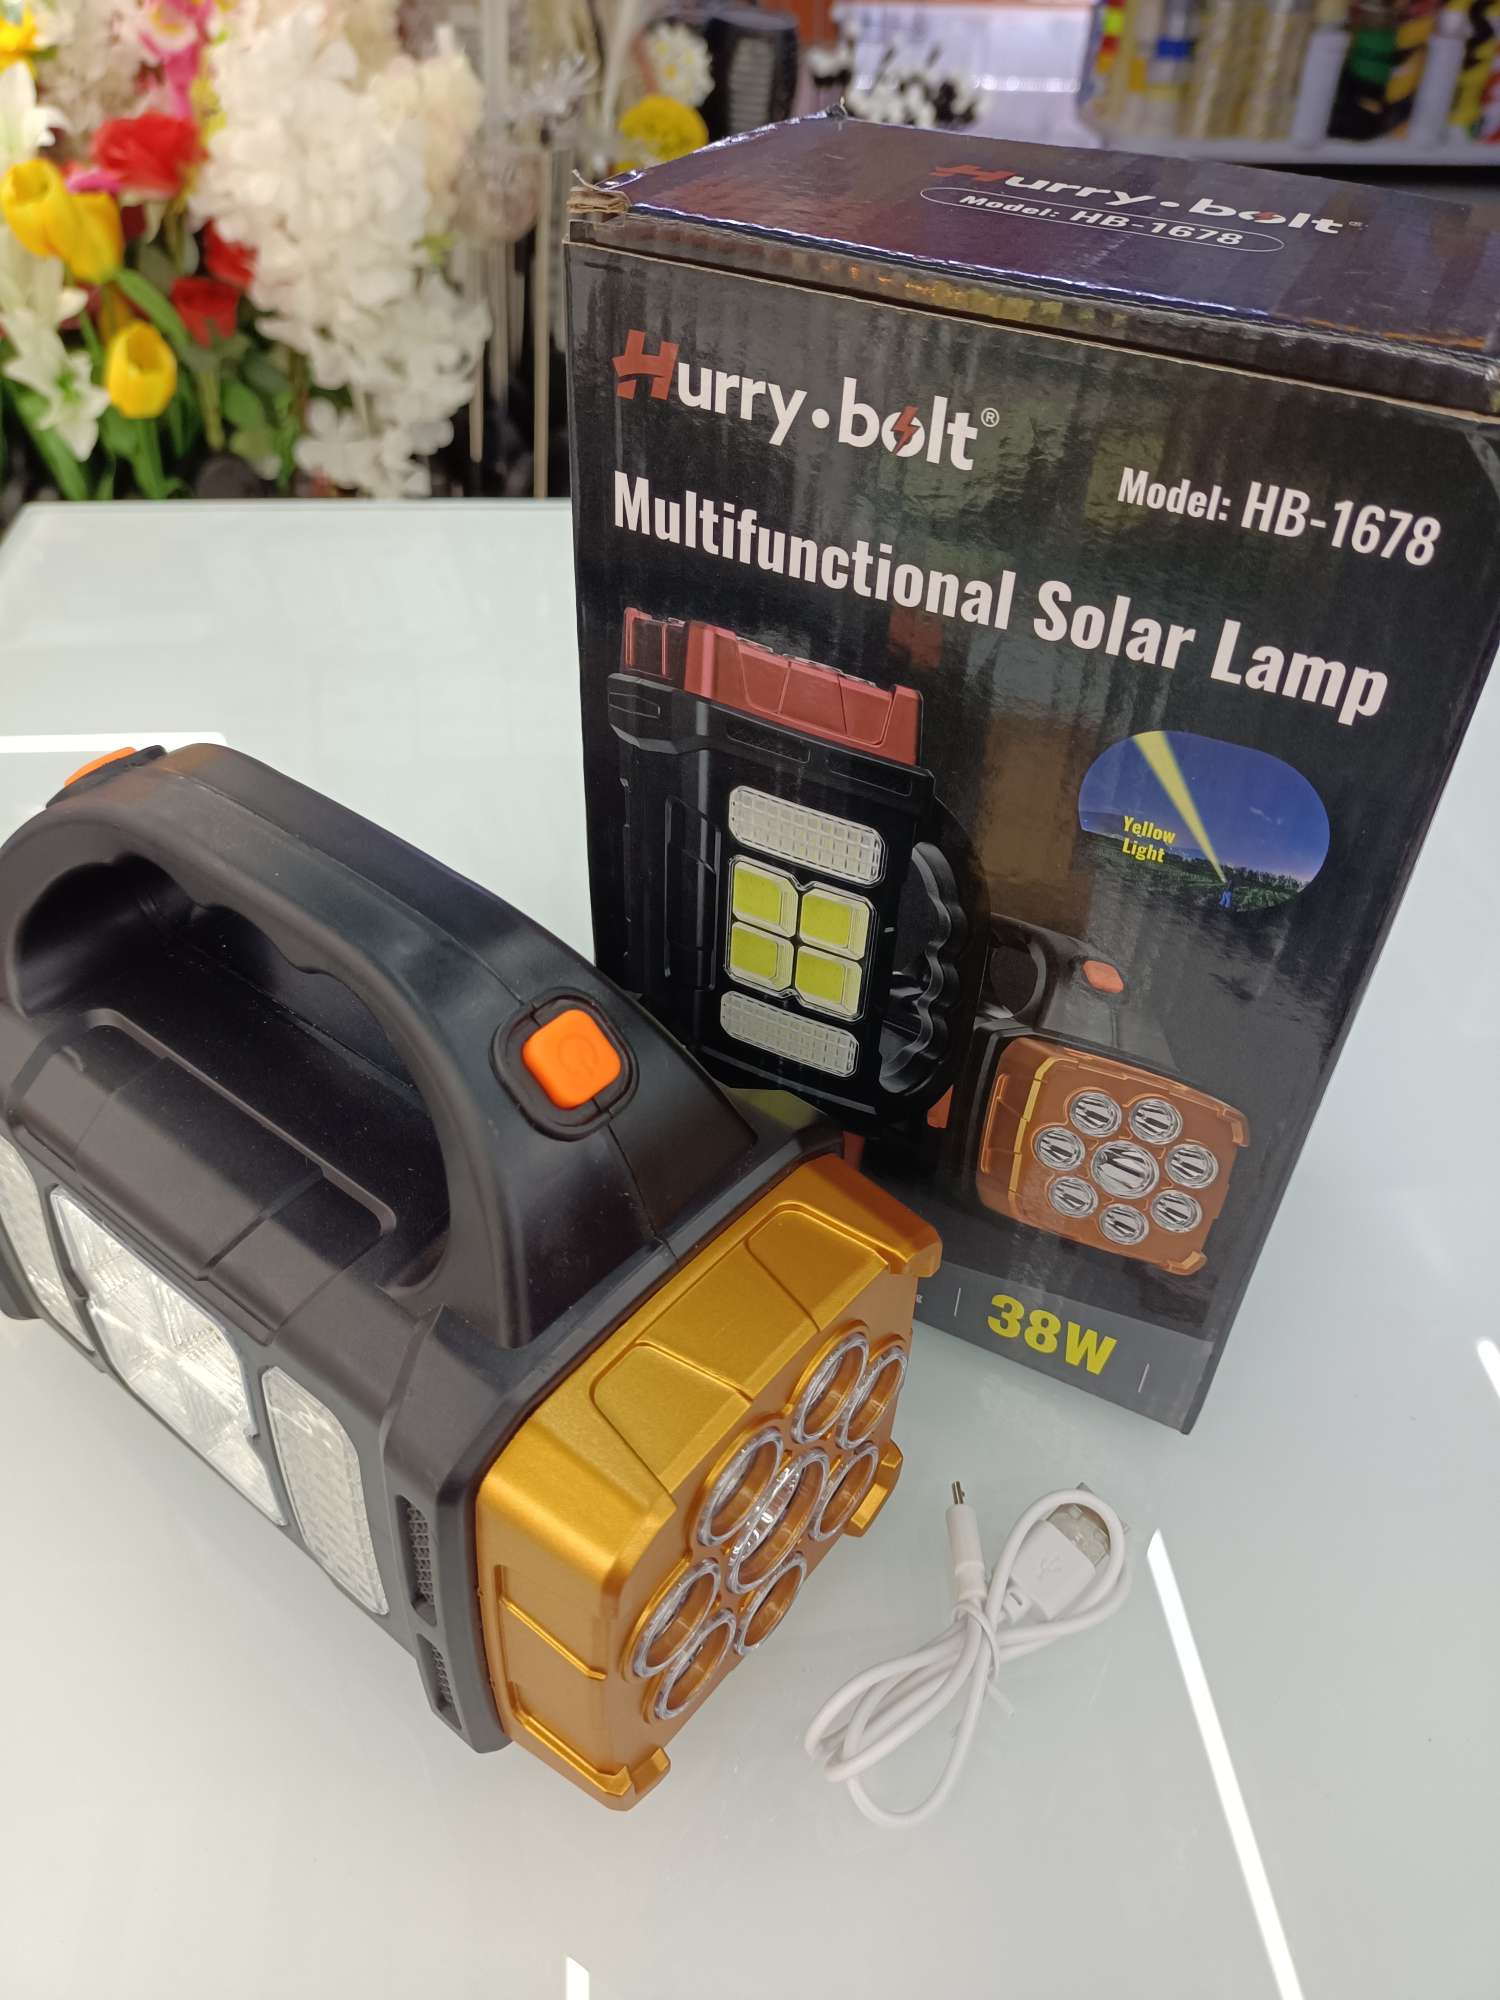 Hurry·bolt®
Model: HB-1678
Hurry·bolt®
Model: HB-1678
Multifunctional Solar Lamp
Yellow
Light
38W